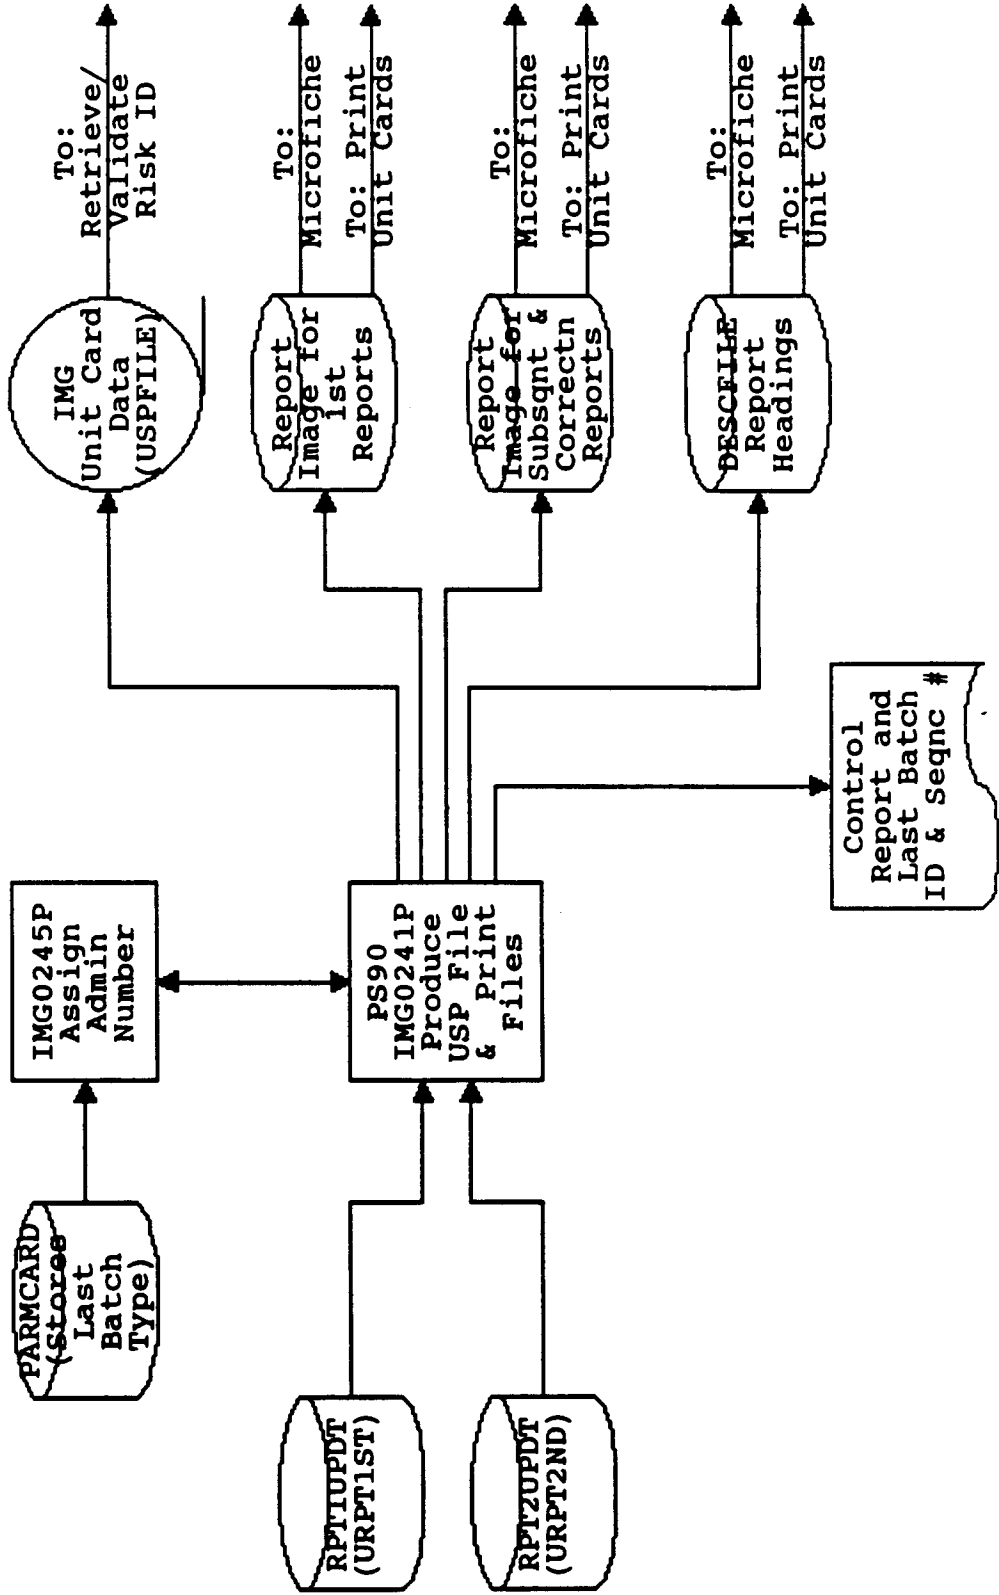 PARMCARD
(Stores
Last
Batch
Type)
IMG0245P
Assign
Admin
Number
IMG
Unit Card
Data
(USPFILE)
To:
Retrieve/
Validate
Risk ID
RPT1UPDT
(URPT1ST)
RPT2UPDT
(URPT2ND)
PS90
IMG0241P
Produce
USP File
& Print
Files
Report
Image for
1st
Reports
To:
Microfiche
To: Print
Unit Cards
Report
Image for
Subsqnt &
Correctn
Reports
To:
Microfiche
To: Print
Unit Cards
DESCFILE
Report
Headings
To:
Microfiche
To: Print
Unit Cards
Control
Report and
Last Batch
ID & Seqnc #